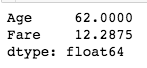 Age     62.0000
Fare    12.2875
dtype: float64